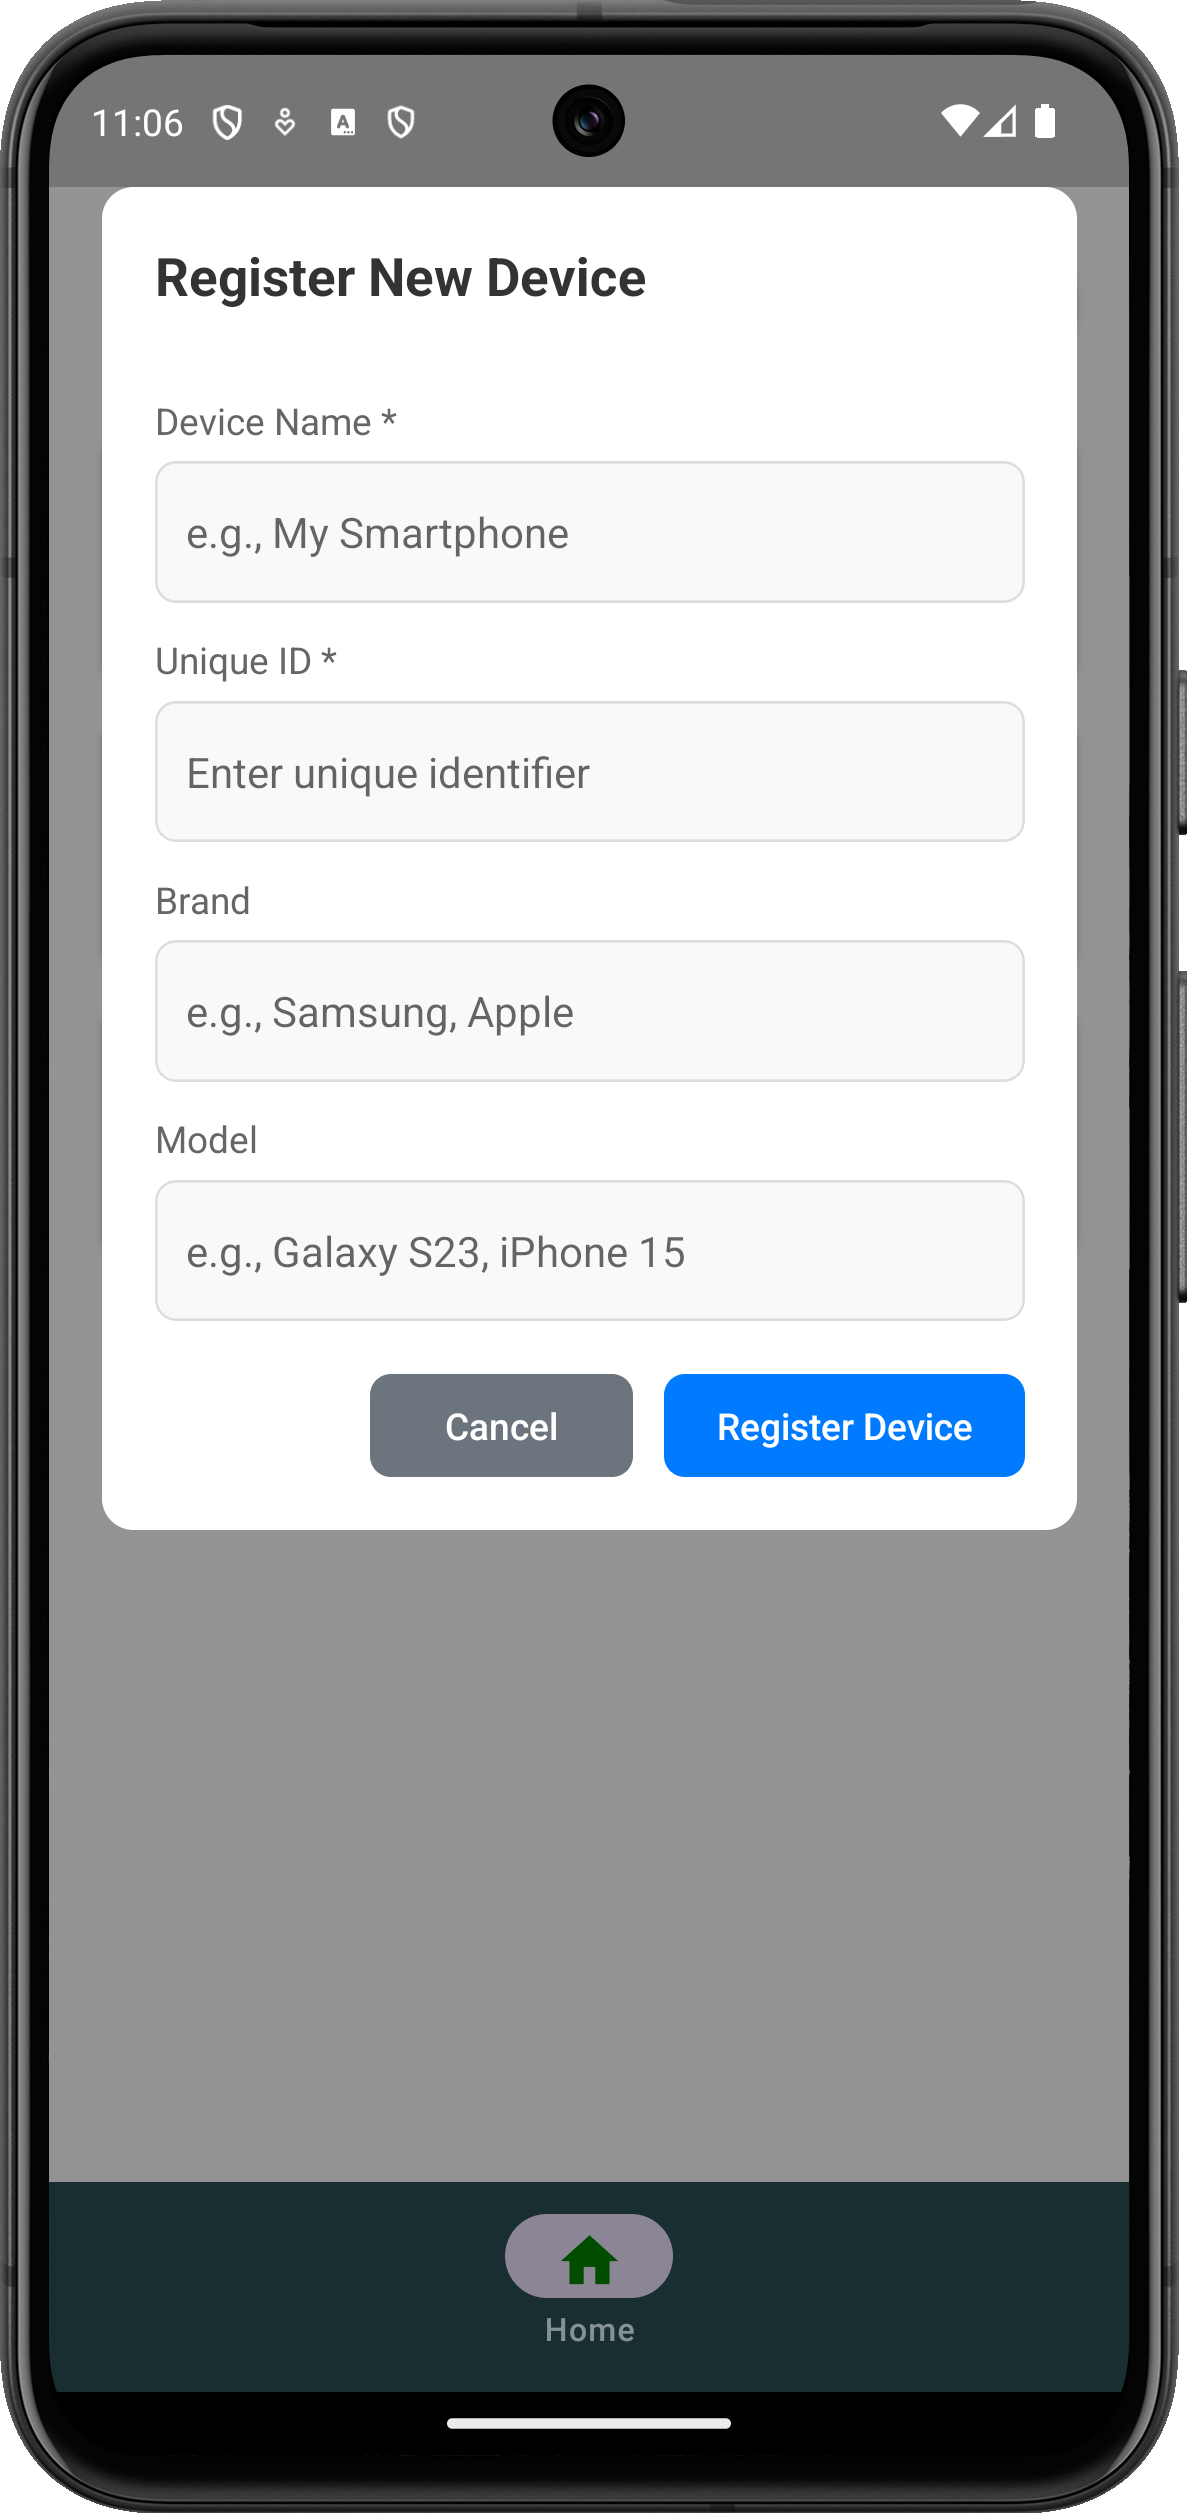 11:06
Register New Device
Device Name *
e.g., My Smartphone
Unique ID *
Enter unique identifier
Brand
e.g., Samsung, Apple
Model
e.g., Galaxy S23, iPhone 15
Cancel
Register Device
Home